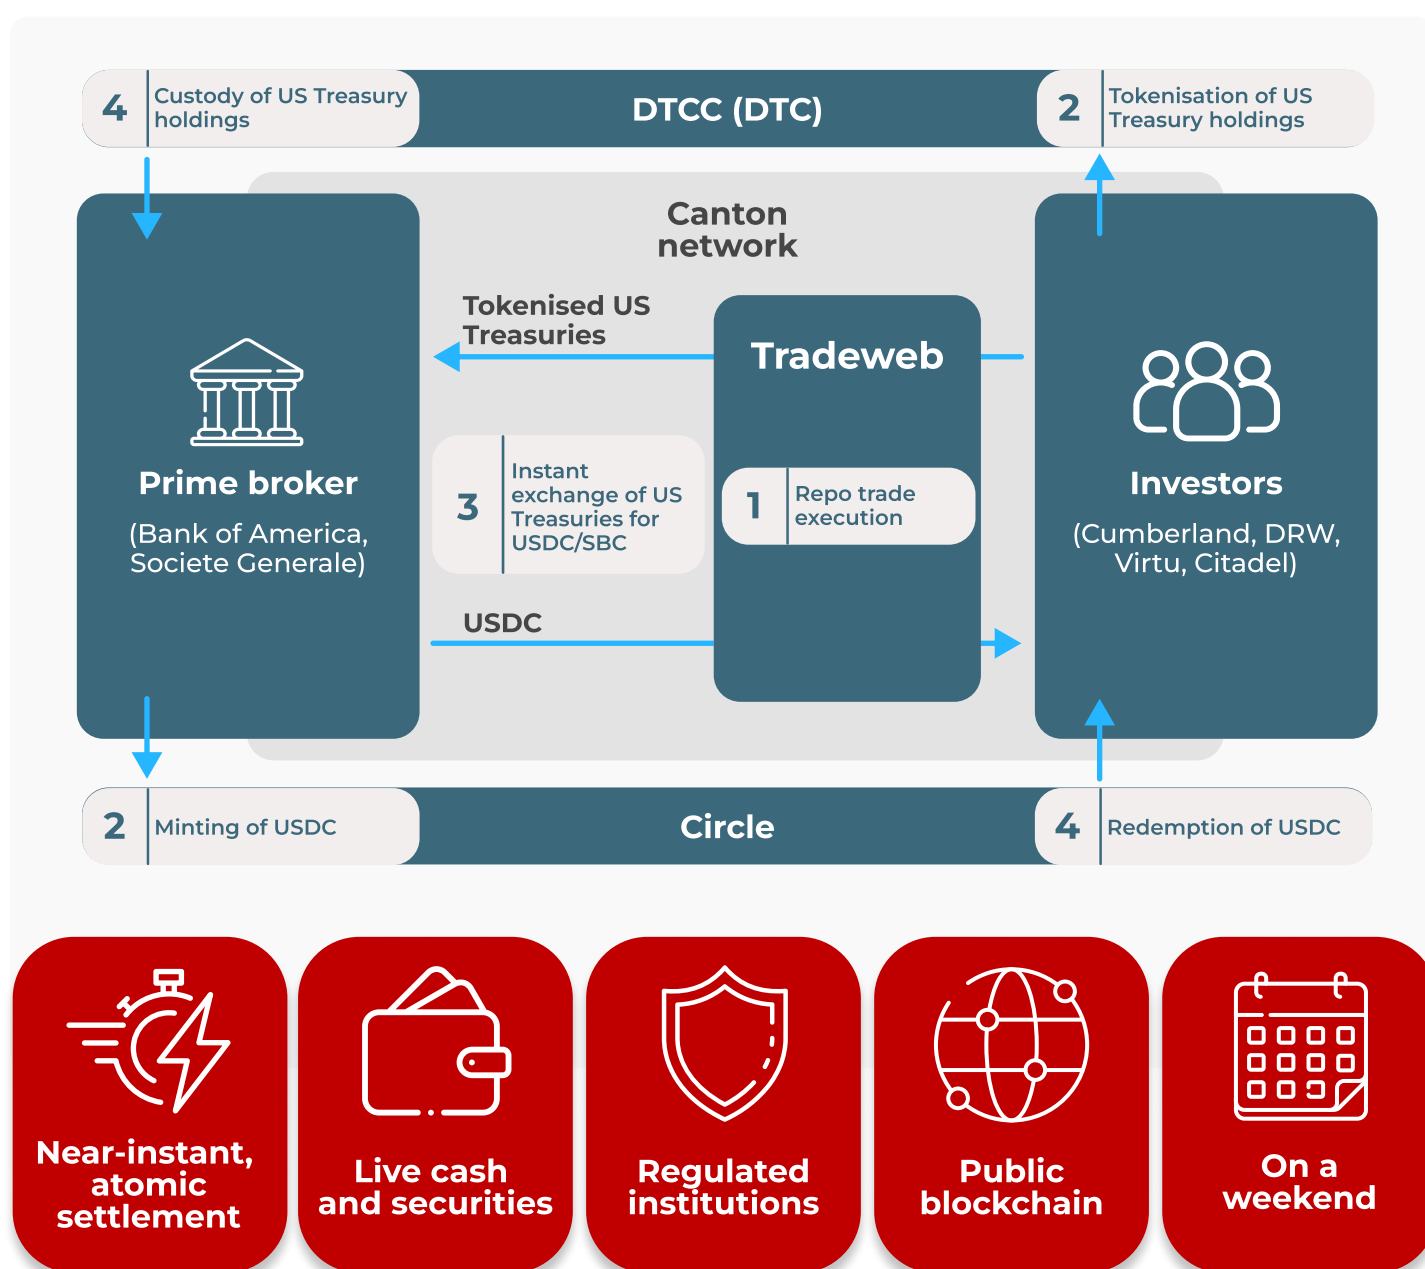 4
Custody of US Treasury
holdings
DTCC (DTC)
2
Tokenisation of US
Treasury holdings
Canton
network
Tokenised US
Treasuries
Tradeweb
Prime broker
(Bank of America,
Societe Generale)
3
Instant
exchange of US
Treasuries for
USDC/SBC
1
Repo trade
execution
Investors
(Cumberland, DRW,
Virtu, Citadel)
USDC
2
Minting of USDC
Circle
4
Redemption of USDC
Near-instant,
atomic
settlement
Live cash
and securities
Regulated
institutions
Public
blockchain
On a
weekend